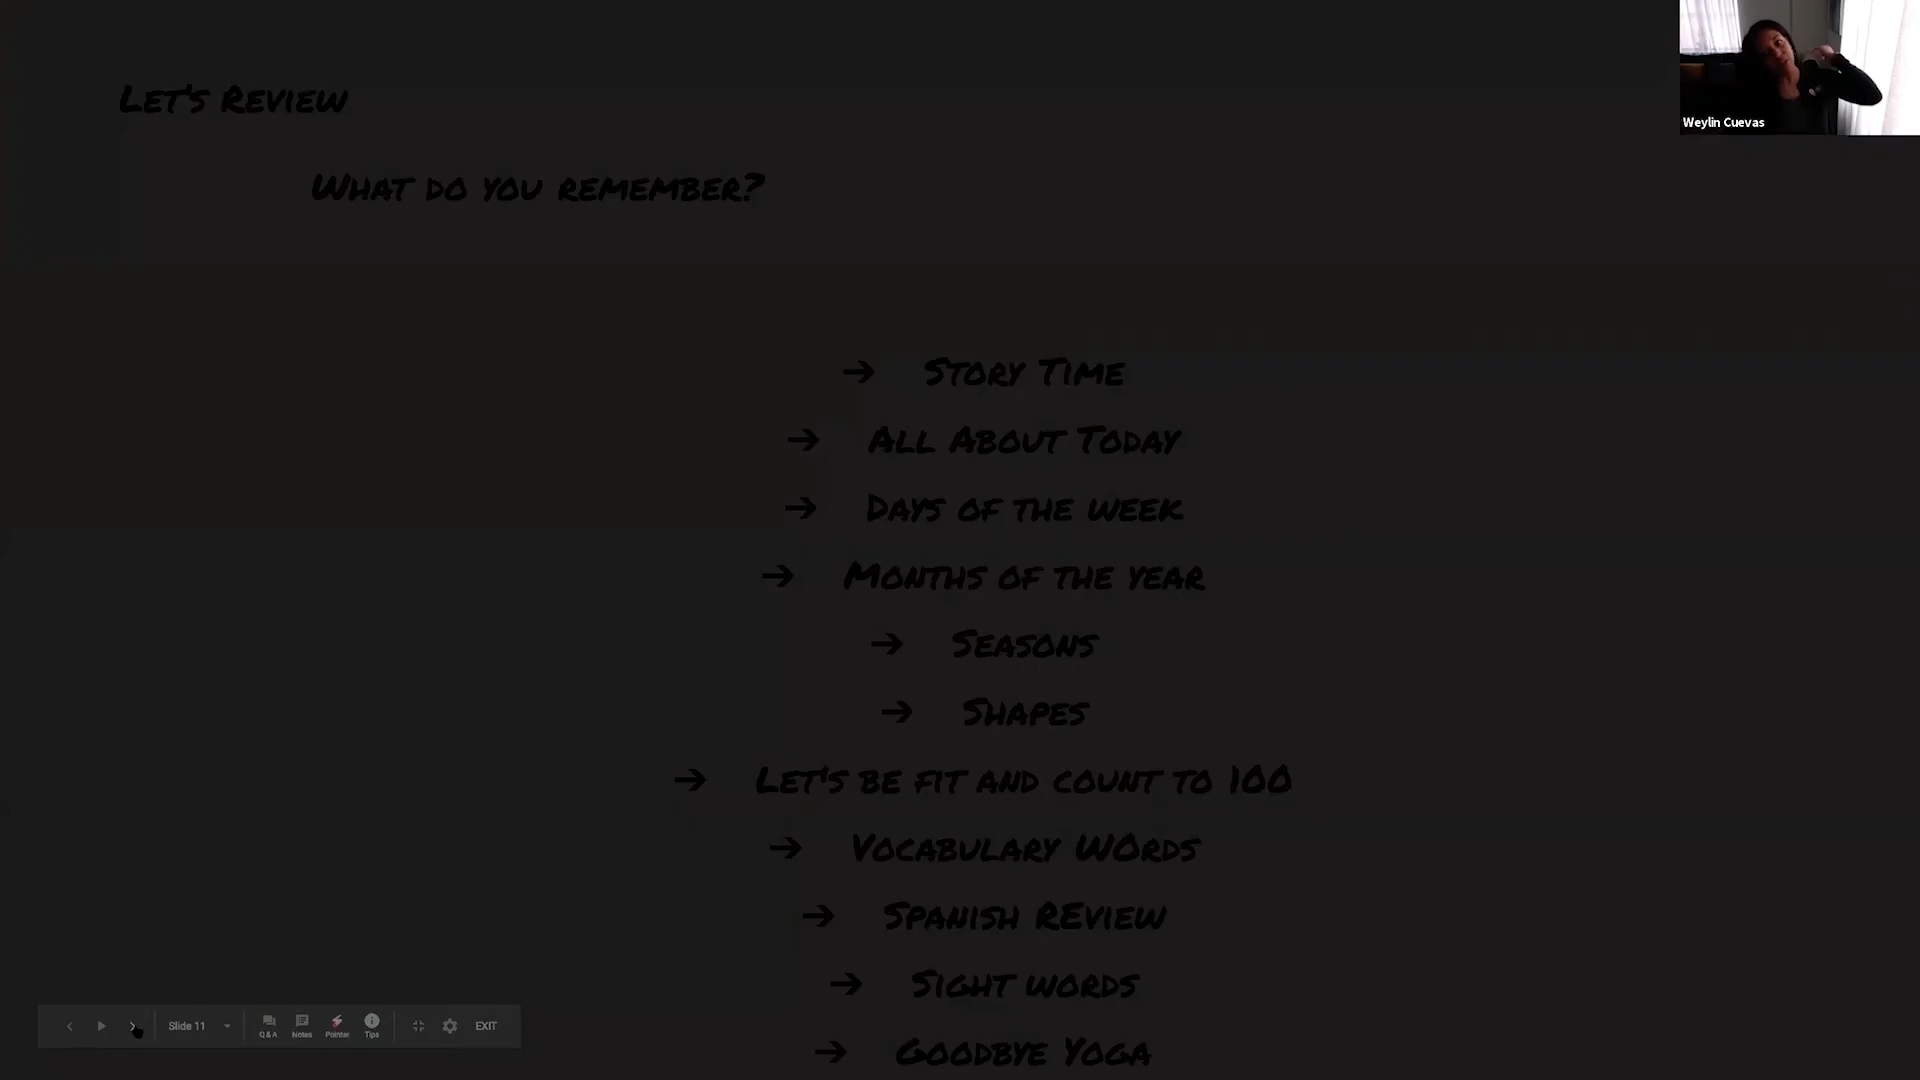 Let's Review
What do you remember?
Weylin Cuevas
→ Story Time
→ All About Today
→ Days of the week
→ Months of the year
→ Seasons
→ Shapes
→ Let's be fit and count to 100
→ Vocabulary WOrds
→ Spanish REview
→ Sight words
→ Goodbye Yoga
Slide 11 Q&A Notes Pointer Tips EXIT